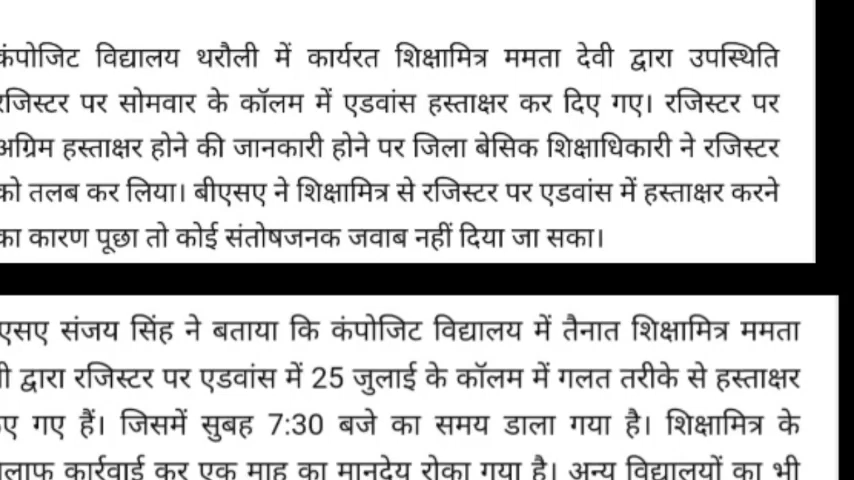 कंपोजिट विद्यालय थरौली में कार्यरत शिक्षामित्र ममता देवी द्वारा उपस्थिति
रजिस्टर पर सोमवार के कॉलम में एडवांस हस्ताक्षर कर दिए गए। रजिस्टर पर
अग्रिम हस्ताक्षर होने की जानकारी होने पर जिला बेसिक शिक्षाधिकारी ने रजिस्टर
को तलब कर लिया। बीएसए ने शिक्षामित्र से रजिस्टर पर एडवांस में हस्ताक्षर करने
का कारण पूछा तो कोई संतोषजनक जवाब नहीं दिया जा सका।
एसए संजय सिंह ने बताया कि कंपोजिट विद्यालय में तैनात शिक्षामित्र ममता
द्वारा रजिस्टर पर एडवांस में 25 जुलाई के कॉलम में गलत तरीके से हस्ताक्षर
गए हैं। जिसमें सुबह 7:30 बजे का समय डाला गया है। शिक्षामित्र के
कार्रवाई कर एक माह का मानदेय रोका गया है। अन्य विद्यालयों का भी